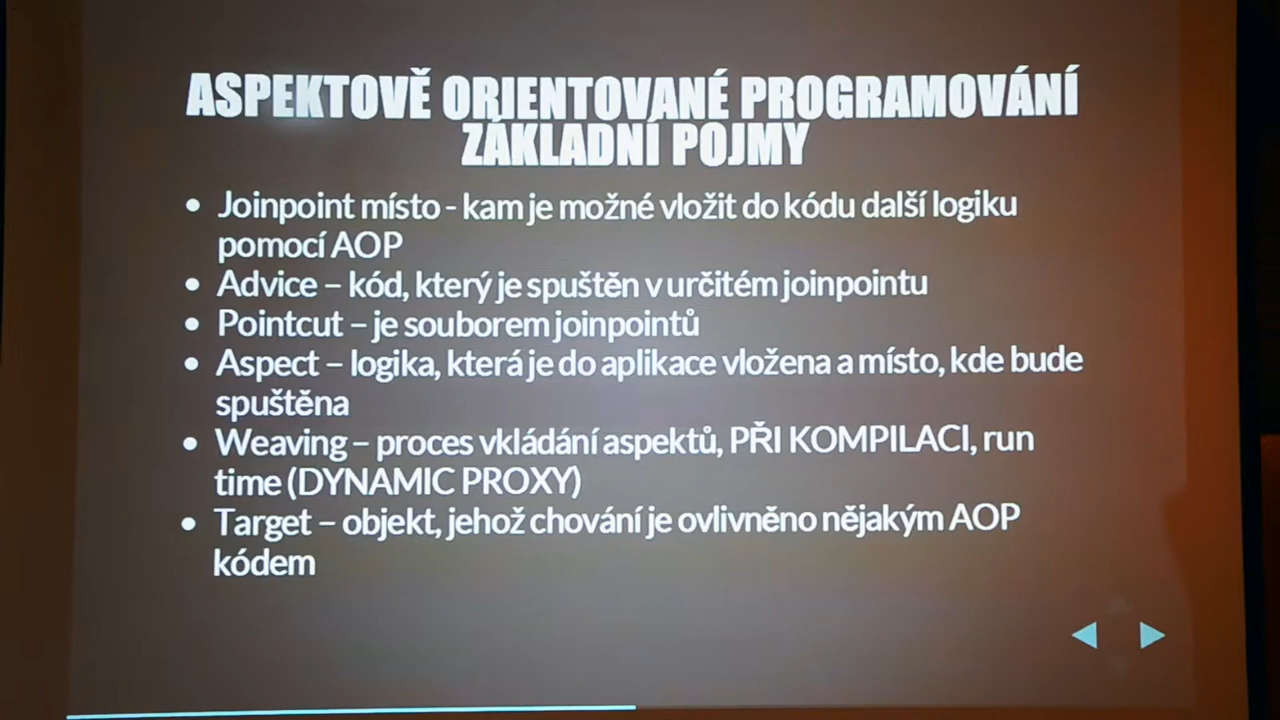 ASPEKTOVĚ ORIENTOVANÉ PROGRAMOVÁNÍ
ZÁKLADNÍ POJMY
• Joinpoint místo - kam je možné vložit do kódu další logiku
pomocí AOP
• Advice – kód, který je spuštěn v určitém joinpointu
• Pointcut – je souborem joinpointů
• Aspect – logika, která je do aplikace vložena a místo, kde bude
spuštěna
• Weaving – proces vkládání aspektů, PŘI KOMPILACI, run
time (DYNAMIC PROXY)
• Target – objekt, jehož chování je ovlivněno nějakým AOP
kódem